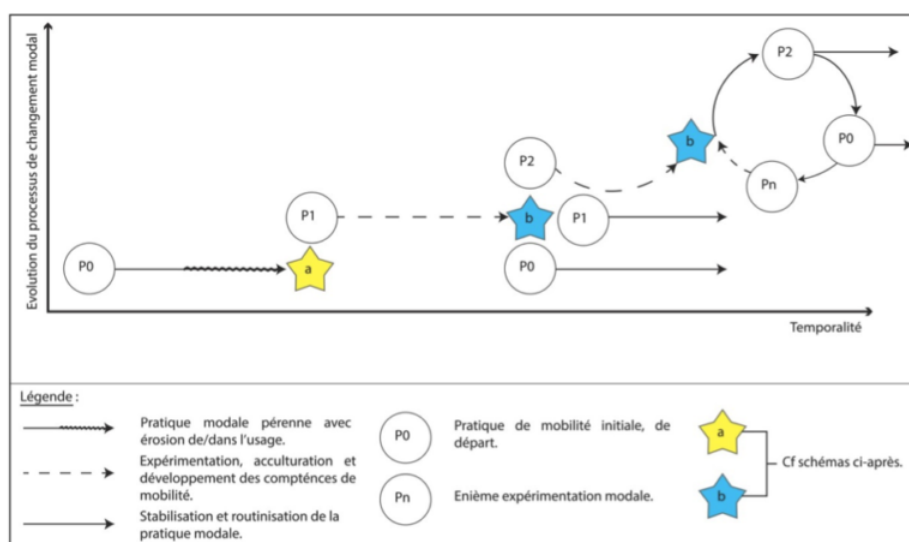 Evolution du processus de changement modal
P2
P0
b
P2
Pn
P1
b
P1
P0
a
P0
Temporalité
Légende :
Pratique modale pérenne avec
érosion de/dans l'usage.
Expérimentation, acculturation et
développement des compténces de
mobilité.
Stabilisation et routinisation de la
pratique modale.
P0
Pratique de mobilité initiale, de
départ.
Pn
Enième expérimentation modale.
a
b
Cf schémas ci-après.